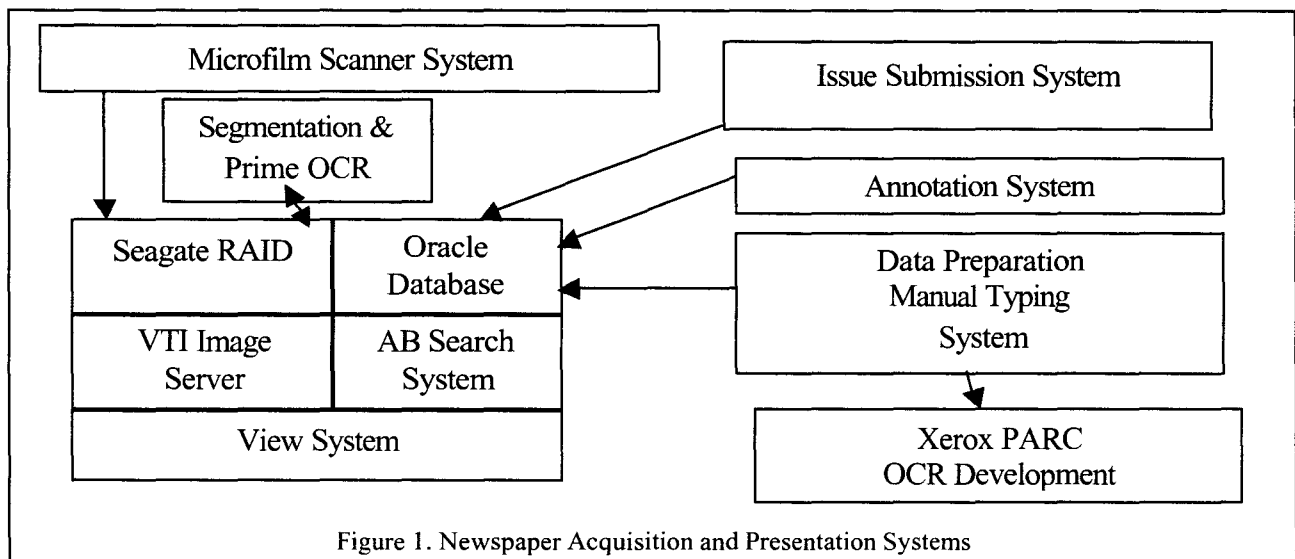 Microfilm Scanner System
Issue Submission System
Segmentation &
Prime OCR
Annotation System
Seagate RAID
Oracle
Database
Data Preparation
Manual Typing
System
VTI Image
Server
AB Search
System
View System
Xerox PARC
OCR Development
Figure 1. Newspaper Acquisition and Presentation Systems